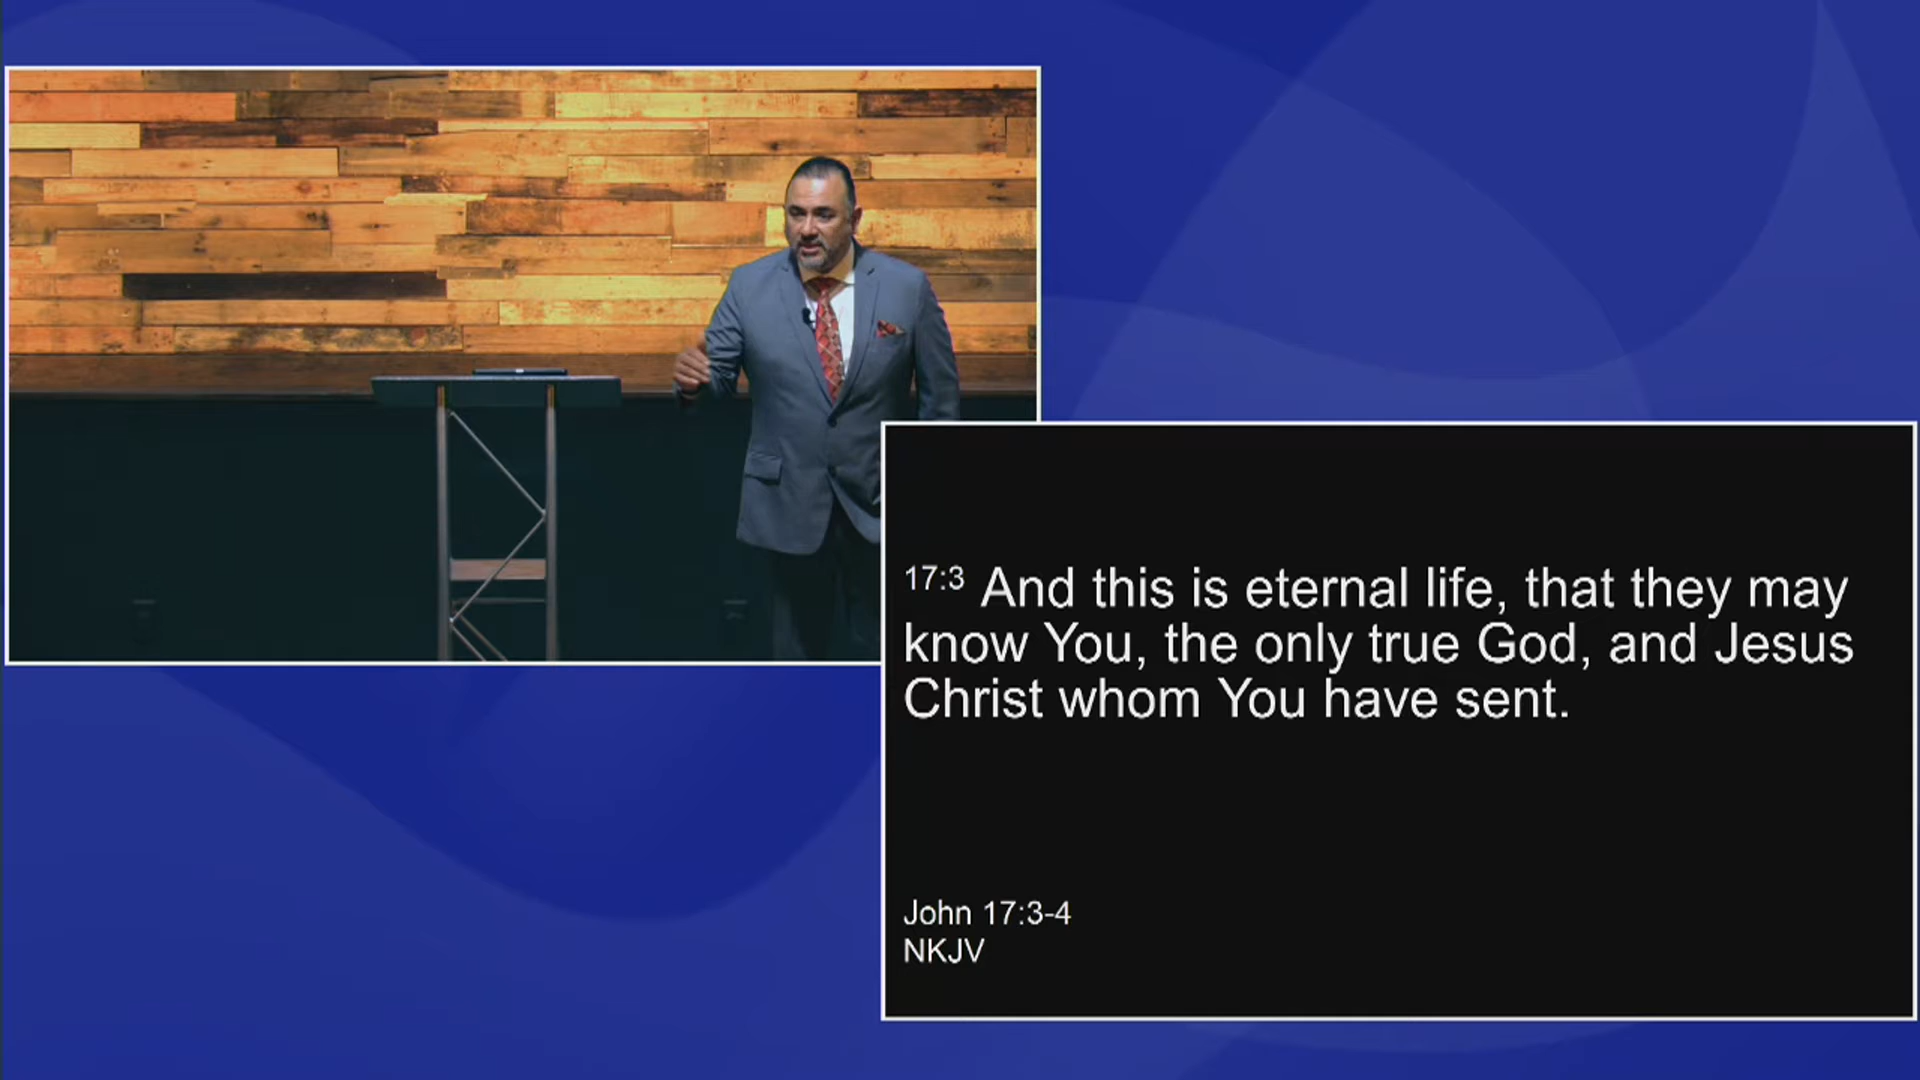 17:3 And this is eternal life, that they may
know You, the only true God, and Jesus
Christ whom You have sent.
John 17:3-4
NKJV